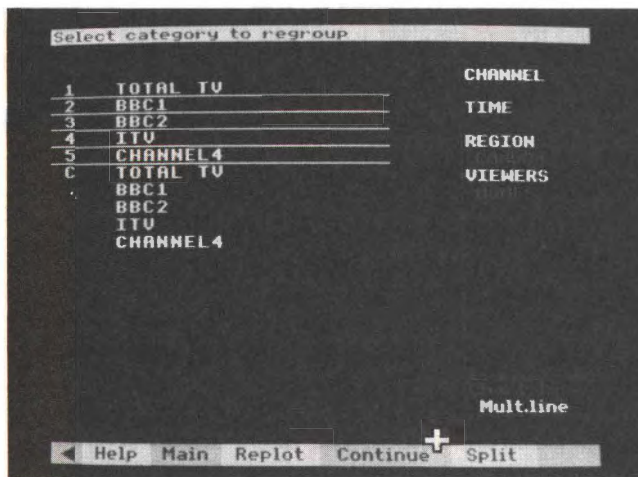 Select category to regroup
CHANNEL
1 TOTAL TV
2 BBC1
TIME
3 BBC2
4 ITV
REGION
5 CHANNEL4
C TOTAL TV
VIEWERS
BBC1
BBC2
ITV
CHANNEL4
Mult.line
Help Main Replot Continue Split